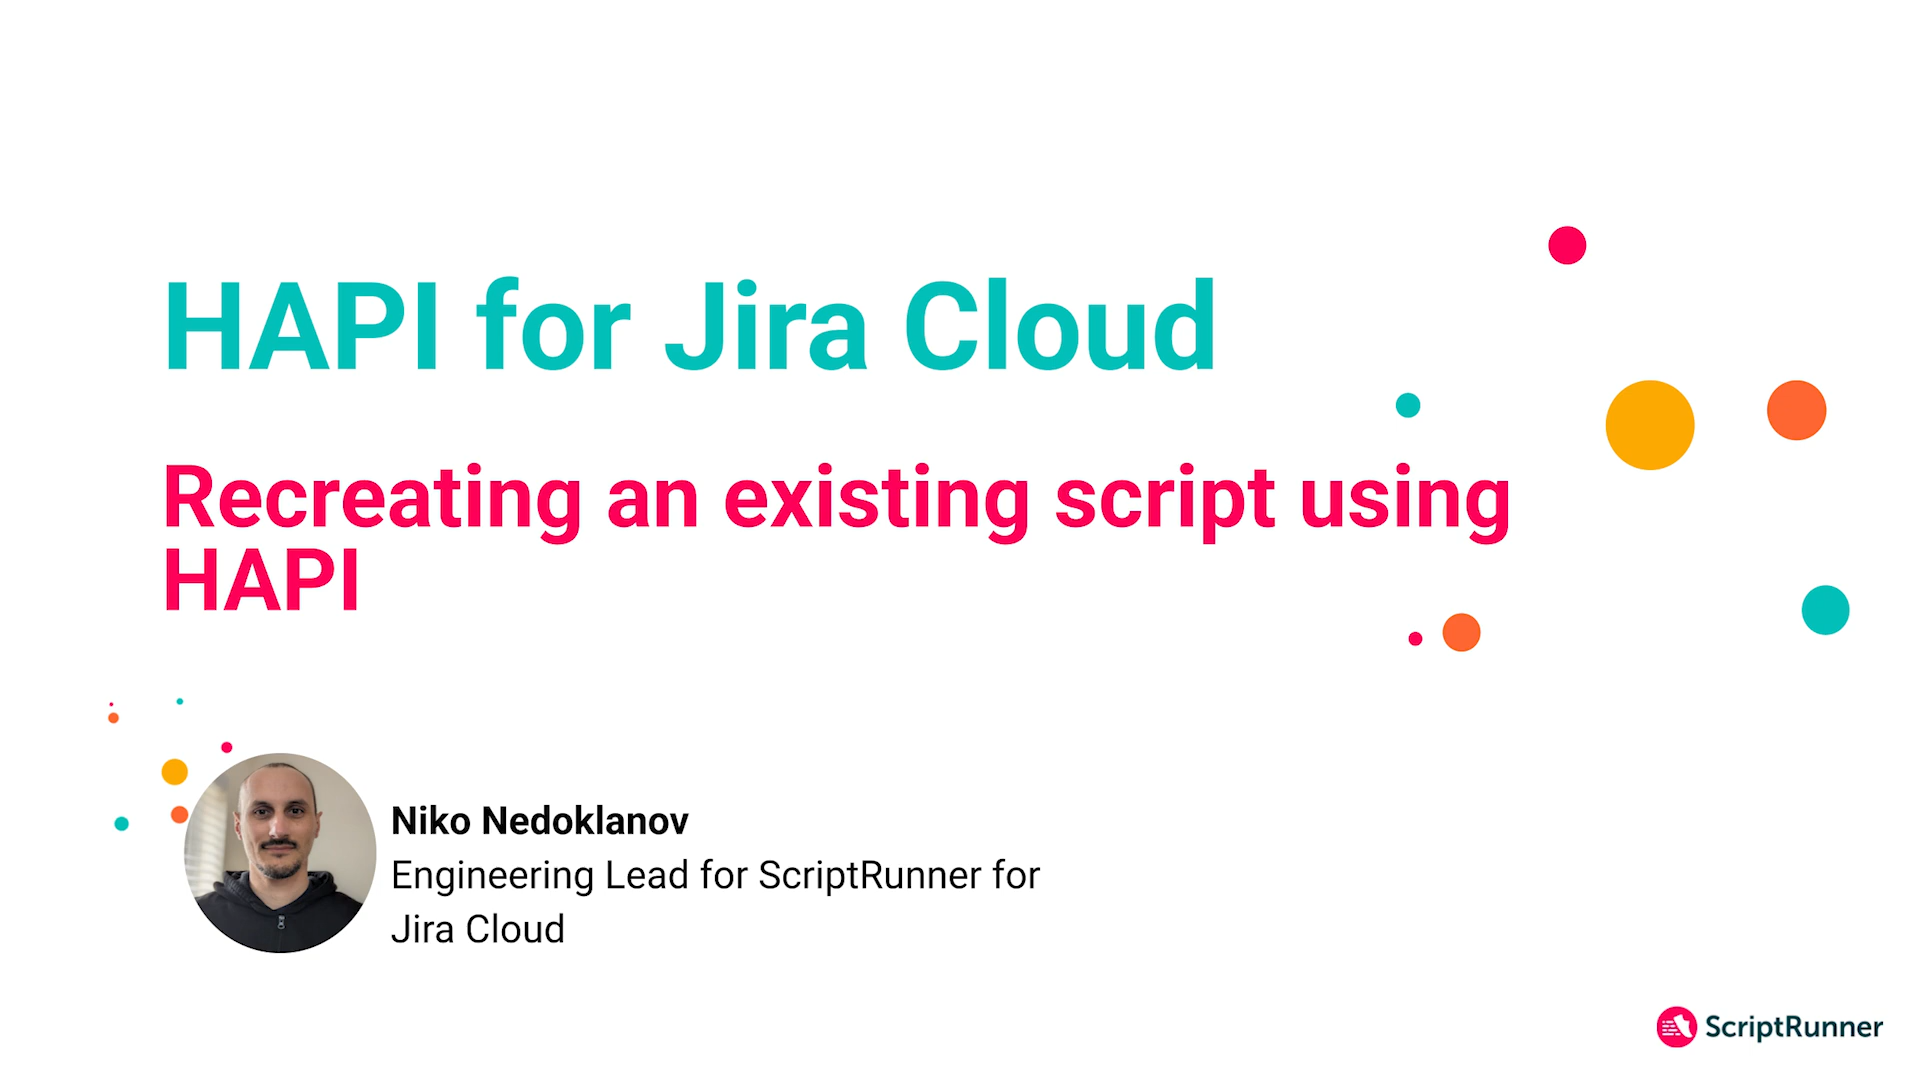 HAPI for Jira Cloud
Recreating an existing script using
HAPI
Niko Nedoklanov
Engineering Lead for ScriptRunner for
Jira Cloud
ScriptRunner